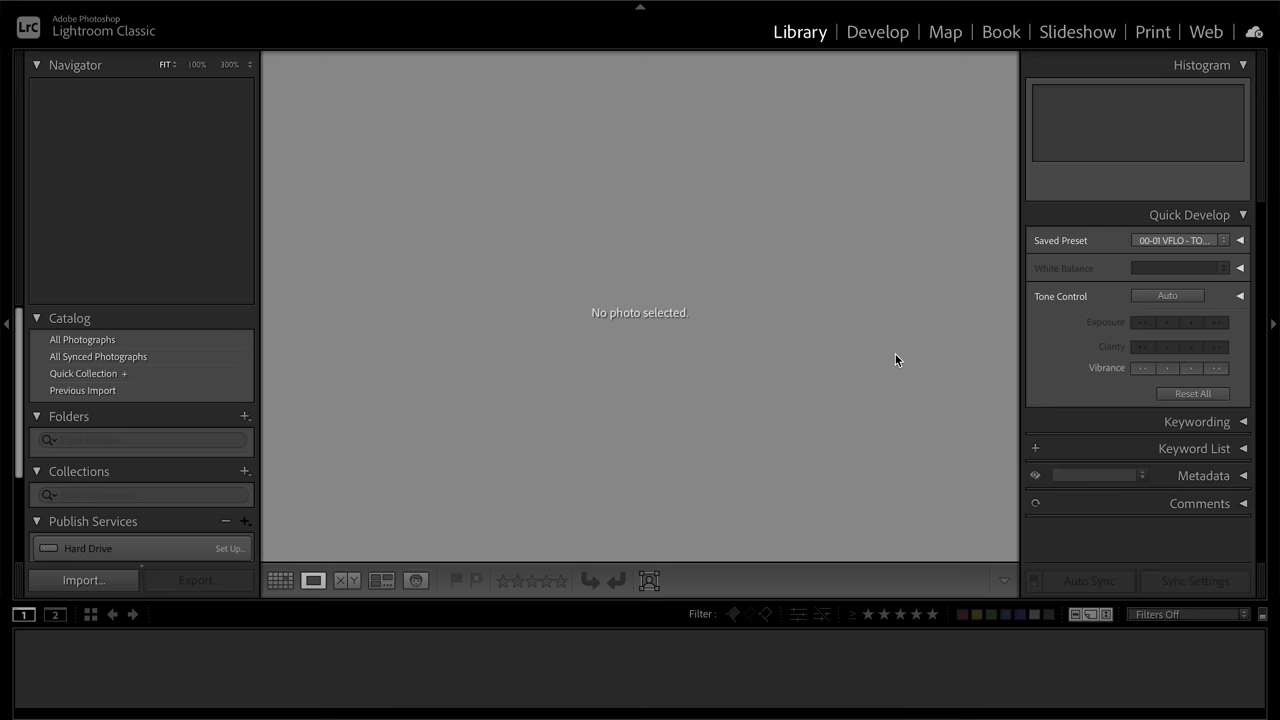 LrC
Adobe Photoshop
Lightroom Classic
Library | Develop | Map | Book | Slideshow | Print | Web
Navigator FIT 100% 300%
Histogram
Quick Develop
Saved Preset 00-01 VFLO - TO...
White Balance
Tone Control Auto
Exposure
Clarity
Vibrance
Reset All
No photo selected.
Catalog
All Photographs
All Synced Photographs
Quick Collection +
Previous Import
Folders
Collections
Publish Services
Hard Drive Set Up...
Import... Export...
Keywording
Keyword List
Metadata
Comments
X Y
Auto Sync Sync Settings
1 2
Filter : ≥ Filters Off